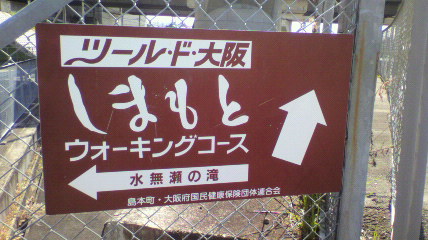 ツール・ド・大阪
しまもと
ウォーキングコース
水無瀬の滝
島本町・大阪府国民健康保険団体連合会